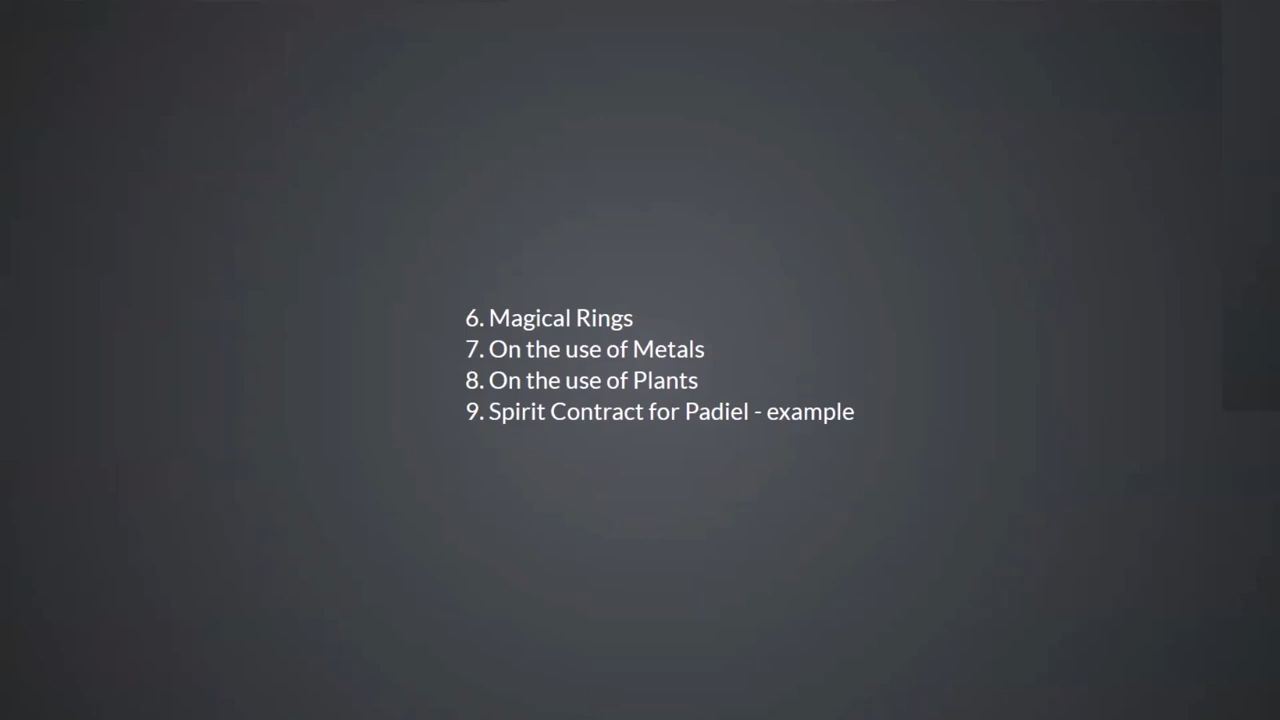 6. Magical Rings
7. On the use of Metals
8. On the use of Plants
9. Spirit Contract for Padiel - example